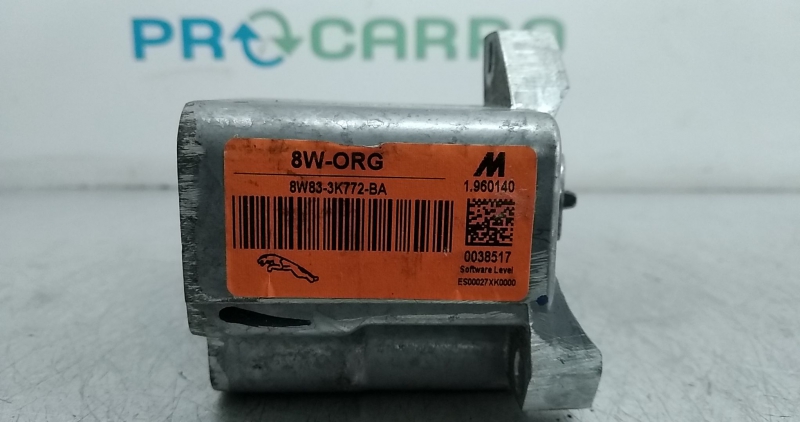 PROCARRO
8W-ORG
8W83-3K772-BA
M
1.960140
0038517
Software Level
ES00027XK0000